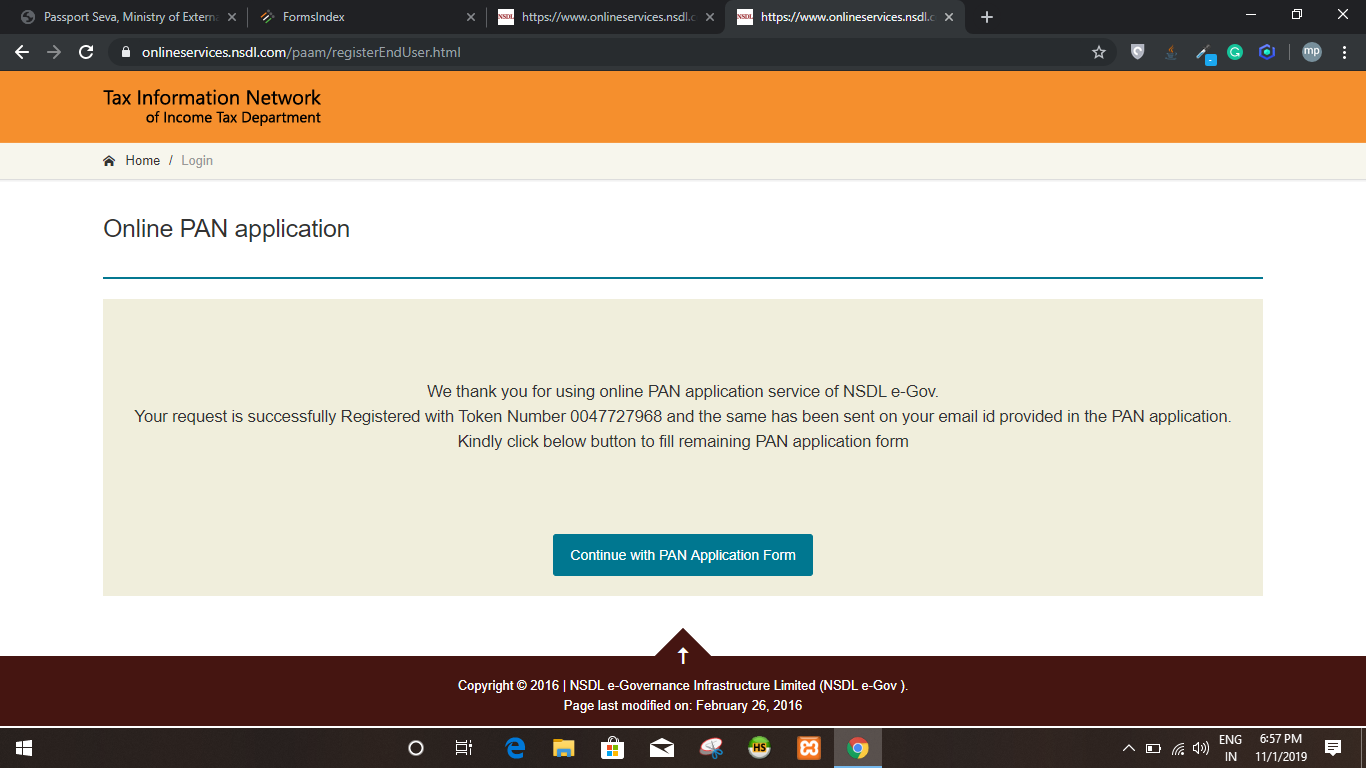 Passport Seva, Ministry of Externa
FormsIndex
https://www.onlineservices.nsdl.c
https://www.onlineservices.nsdl.c
onlineservices.nsdl.com/paam/registerEndUser.html
mp
Tax Information Network
of Income Tax Department
Home / Login
Online PAN application
We thank you for using online PAN application service of NSDL e-Gov.
Your request is successfully Registered with Token Number 0047727968 and the same has been sent on your email id provided in the PAN application.
Kindly click below button to fill remaining PAN application form
Continue with PAN Application Form
Copyright © 2016 | NSDL e-Governance Infrastructure Limited (NSDL e-Gov ).
Page last modified on: February 26, 2016
HS
ENG
IN
6:57 PM
11/1/2019